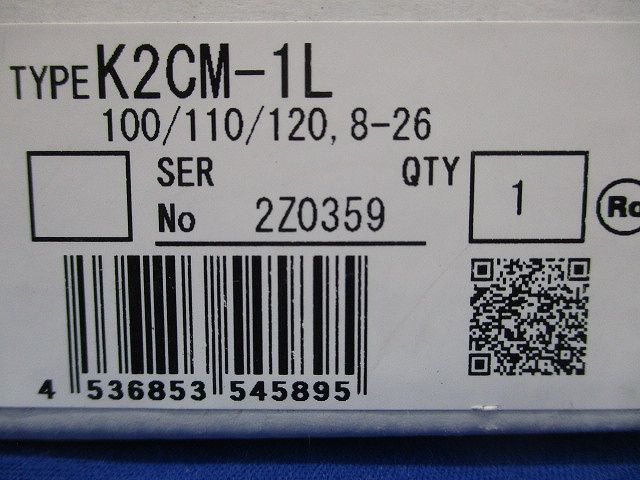 TYPE K2CM-1L
100/110/120, 8-26
SER QTY 1
No 2Z0359
4 536853 545895